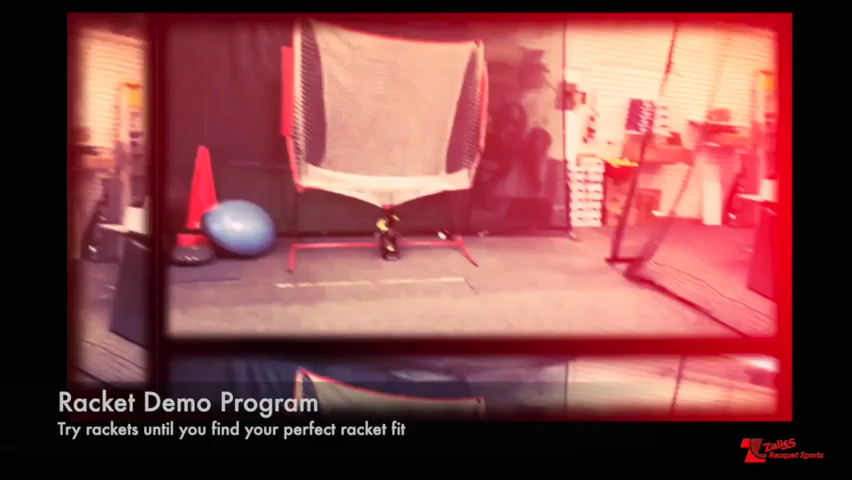 Racket Demo Program
Try rackets until you find your perfect racket fit
Zalles
Racquet Sports